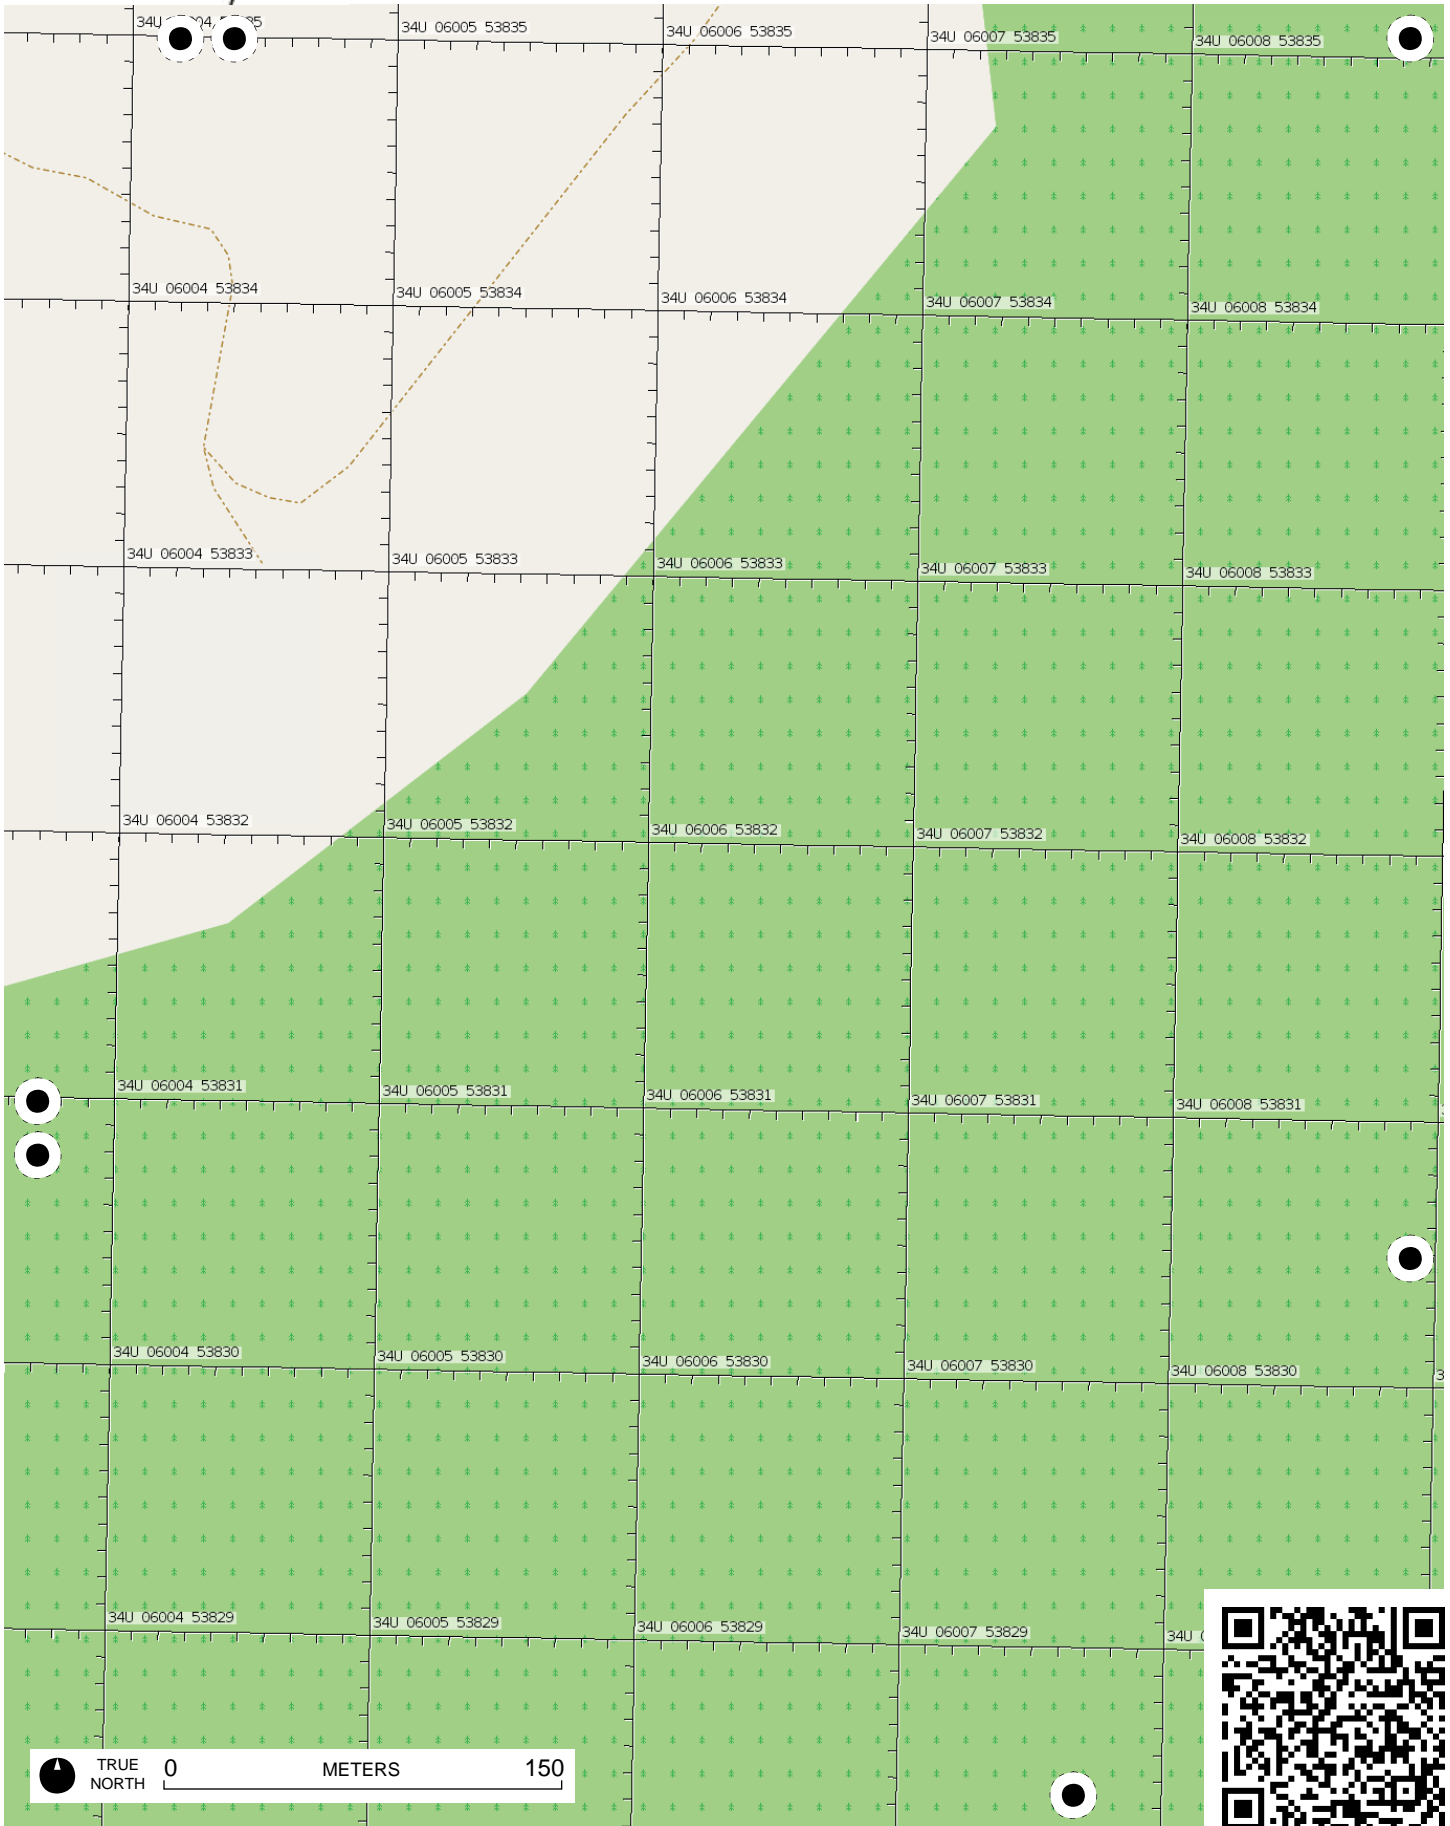 34U 06005 53835
34U 06006 53835
34U 06007 53835
34U 06008 53835
34U 06004 53834
34U 06005 53834
34U 06006 53834
34U 06007 53834
34U 06008 53834
34U 06004 53833
34U 06005 53833
34U 06006 53833
34U 06007 53833
34U 06008 53833
34U 06004 53832
34U 06005 53832
34U 06006 53832
34U 06007 53832
34U 06008 53832
34U 06004 53831
34U 06005 53831
34U 06006 53831
34U 06007 53831
34U 06008 53831
34U 06004 53830
34U 06005 53830
34U 06006 53830
34U 06007 53830
34U 06008 53830
34U 06004 53829
34U 06005 53829
34U 06006 53829
34U 06007 53829
TRUE NORTH
0 METERS 150